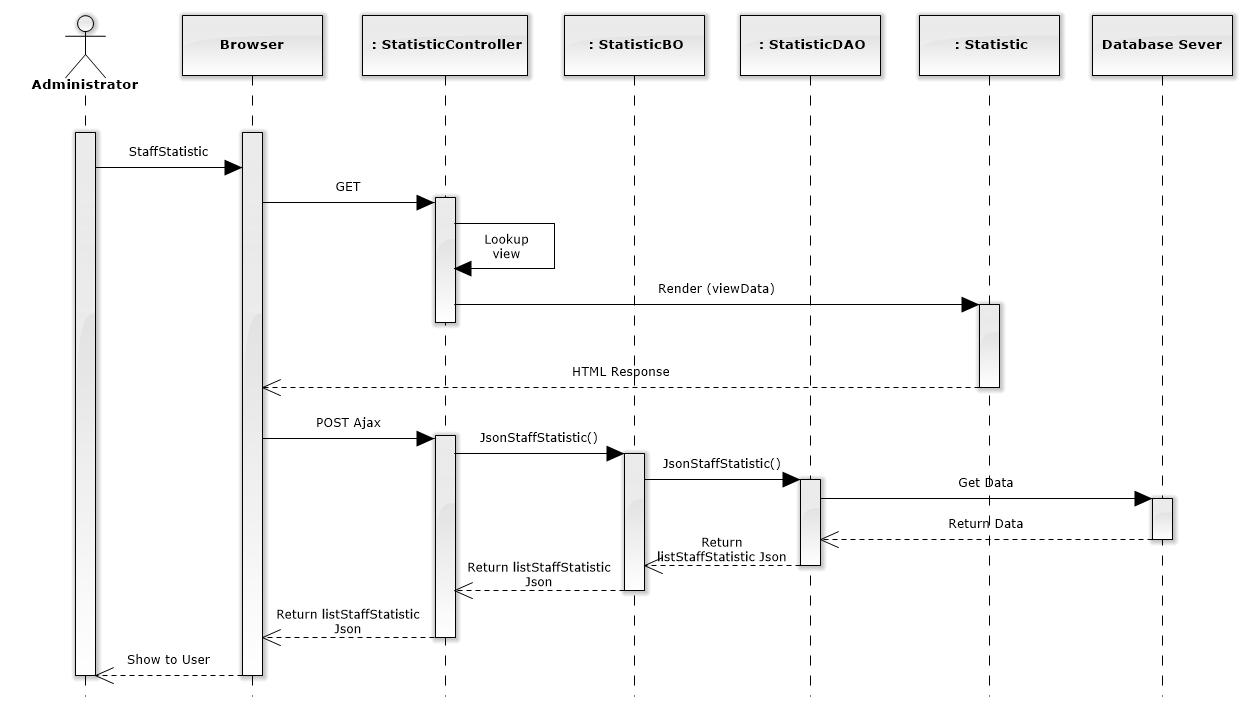 Administrator
Browser
: StatisticController
: StatisticBO
: StatisticDAO
: Statistic
Database Sever
StaffStatistic
GET
Lookup
view
Render (viewData)
HTML Response
POST Ajax
JsonStaffStatistic()
JsonStaffStatistic()
Get Data
Return Data
Return
listStaffStatistic Json
Return listStaffStatistic
Json
Return listStaffStatistic
Json
Show to User